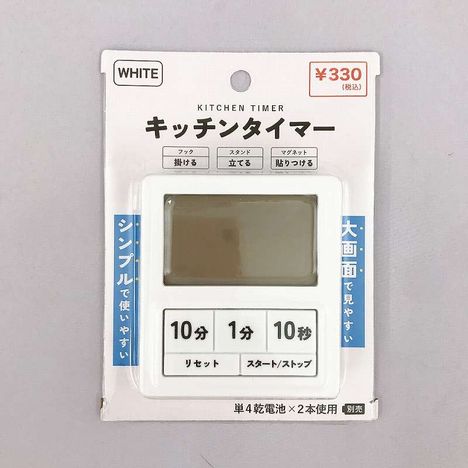 WHITE
¥330
(税込)
KITCHEN TIMER
キッチンタイマー
フック
掛ける
スタンド
立てる
マグネット
貼りつける
シンプルで使いやすい
大画面で見やすい
10分
1分
10秒
リセット
スタート/ストップ
単4乾電池×2本使用 別売